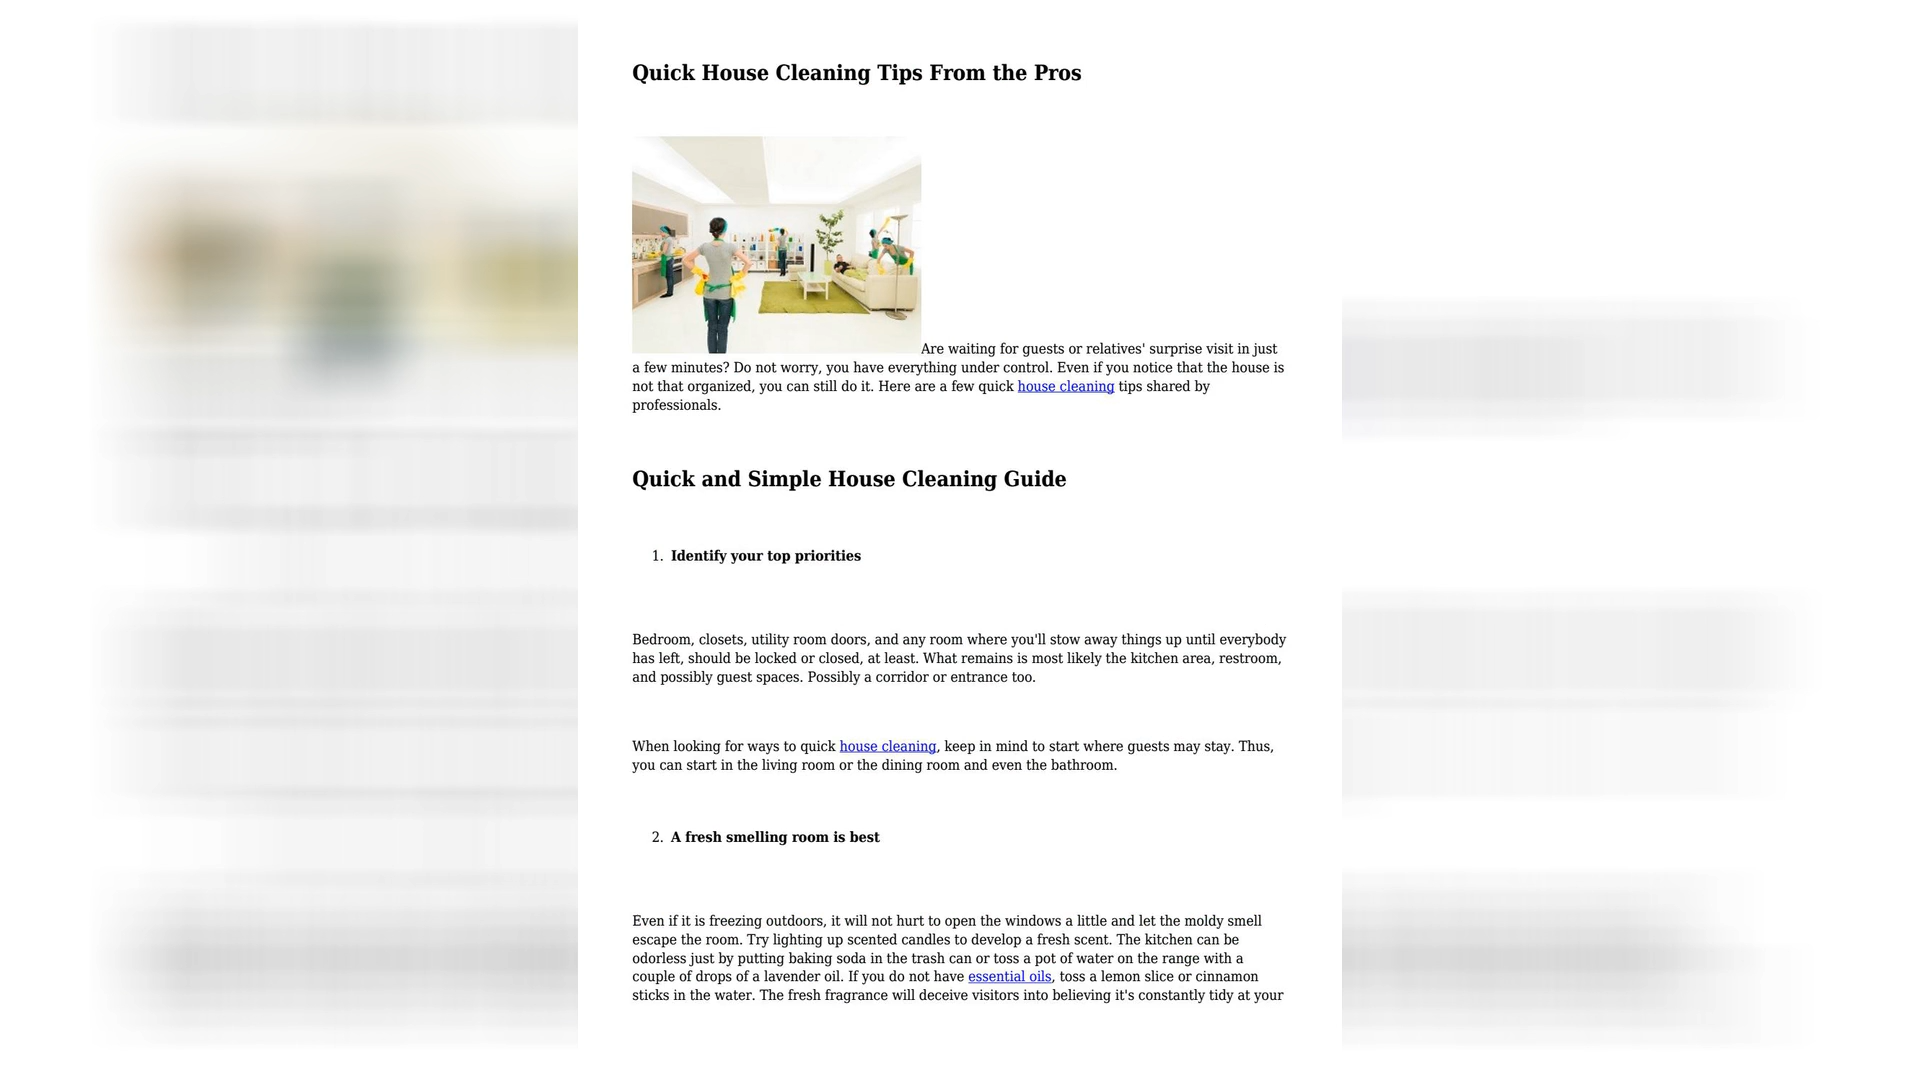 Quick House Cleaning Tips From the Pros
Are waiting for guests or relatives' surprise visit in just
a few minutes? Do not worry, you have everything under control. Even if you notice that the house is
not that organized, you can still do it. Here are a few quick house cleaning tips shared by
professionals.
Quick and Simple House Cleaning Guide
1. Identify your top priorities
Bedroom, closets, utility room doors, and any room where you'll stow away things up until everybody
has left, should be locked or closed, at least. What remains is most likely the kitchen area, restroom,
and possibly guest spaces. Possibly a corridor or entrance too.
When looking for ways to quick house cleaning, keep in mind to start where guests may stay. Thus,
you can start in the living room or the dining room and even the bathroom.
2. A fresh smelling room is best
Even if it is freezing outdoors, it will not hurt to open the windows a little and let the moldy smell
escape the room. Try lighting up scented candles to develop a fresh scent. The kitchen can be
odorless just by putting baking soda in the trash can or toss a pot of water on the range with a
couple of drops of a lavender oil. If you do not have essential oils, toss a lemon slice or cinnamon
sticks in the water. The fresh fragrance will deceive visitors into believing it's constantly tidy at your